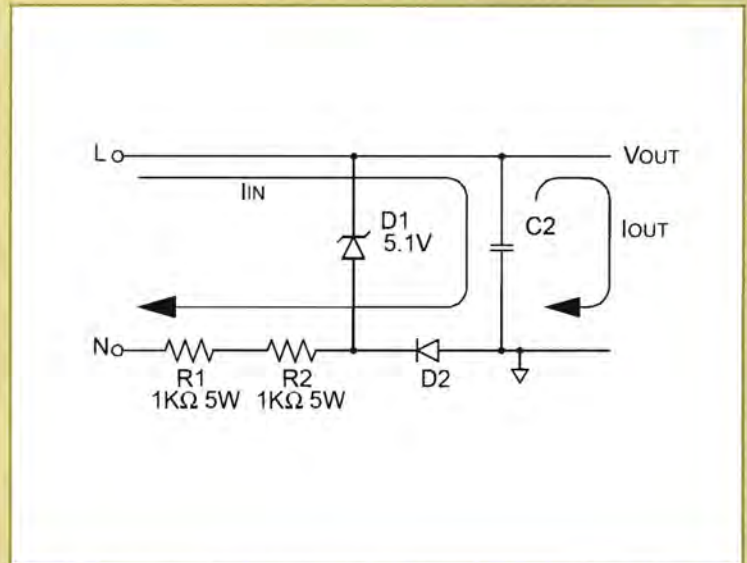 L
VOUT
IIN
D1
5.1V
C2
IOUT
N
R1
1KΩ 5W
R2
1KΩ 5W
D2